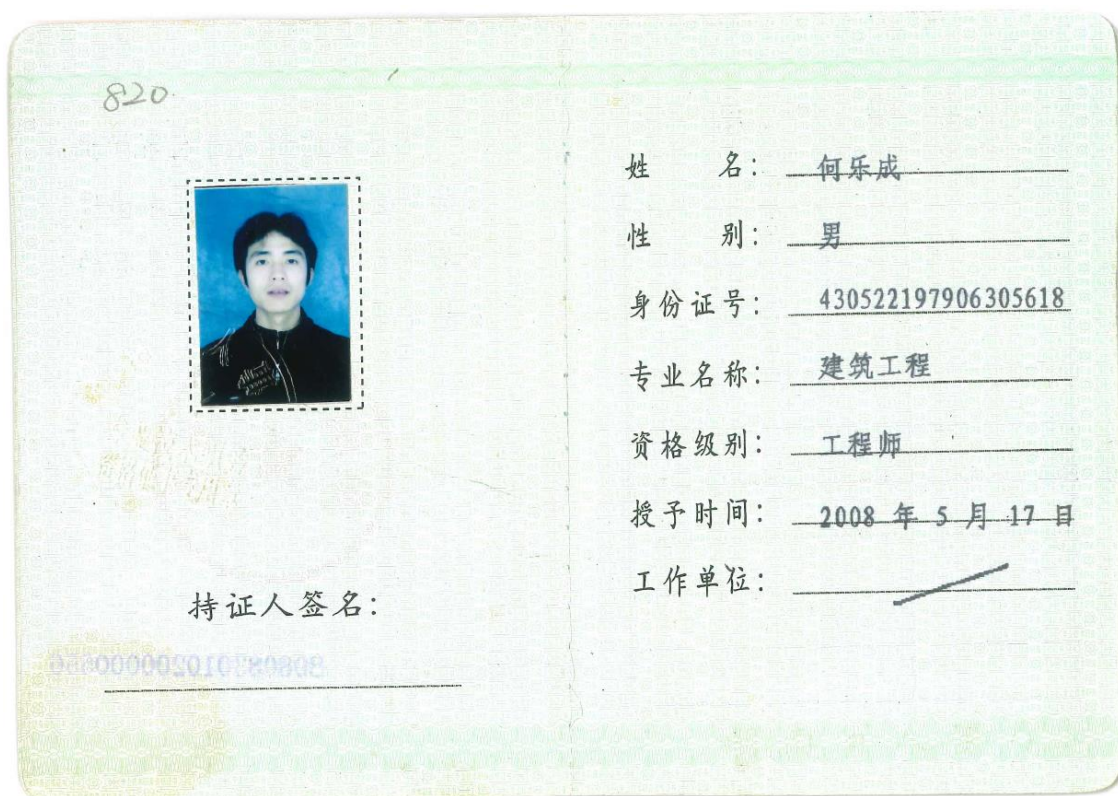 820
持证人签名：
姓 名： 何乐成
性 别： 男
身份证号： 430522197906305618
专业名称： 建筑工程
资格级别： 工程师
授予时间： 2008 年 5 月 17 日
工作单位：